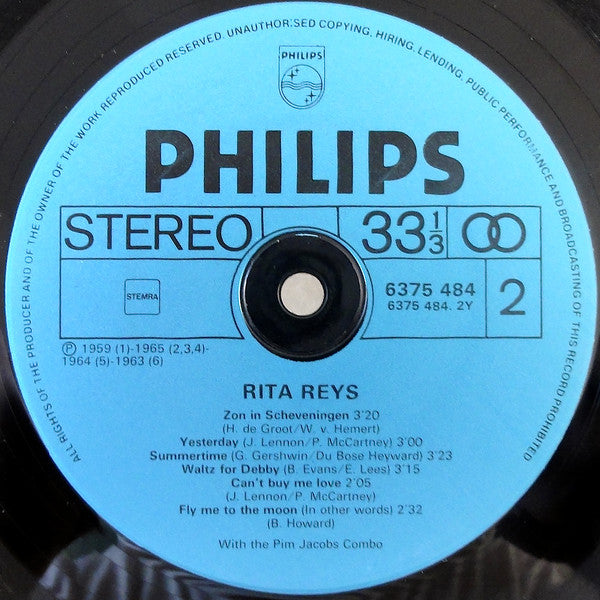 ALL RIGHTS OF THE PRODUCER AND OF THE OWNER OF THE WORK REPRODUCED RESERVED. UNAUTHORISED COPYING, HIRING, LENDING, PUBLIC PERFORMANCE AND BROADCASTING OF THIS RECORD PROHIBITED
PHILIPS
PHILIPS
STEREO 33 1/3
STEMRA
6375 484
6375 484. 2Y
2
℗ 1959 (1)-1965 (2,3,4)-
1964 (5)-1963 (6)
RITA REYS
Zon in Scheveningen 3'20
(H. de Groot/W. v. Hemert)
Yesterday (J. Lennon/P. McCartney) 3'00
Summertime (G. Gershwin/Du Bose Heyward) 3'23
Waltz for Debby (B. Evans/E. Lees) 3'15
Can't buy me love 2'05
(J. Lennon/P. McCartney)
Fly me to the moon (In other words) 2'32
(B. Howard)
With the Pim Jacobs Combo